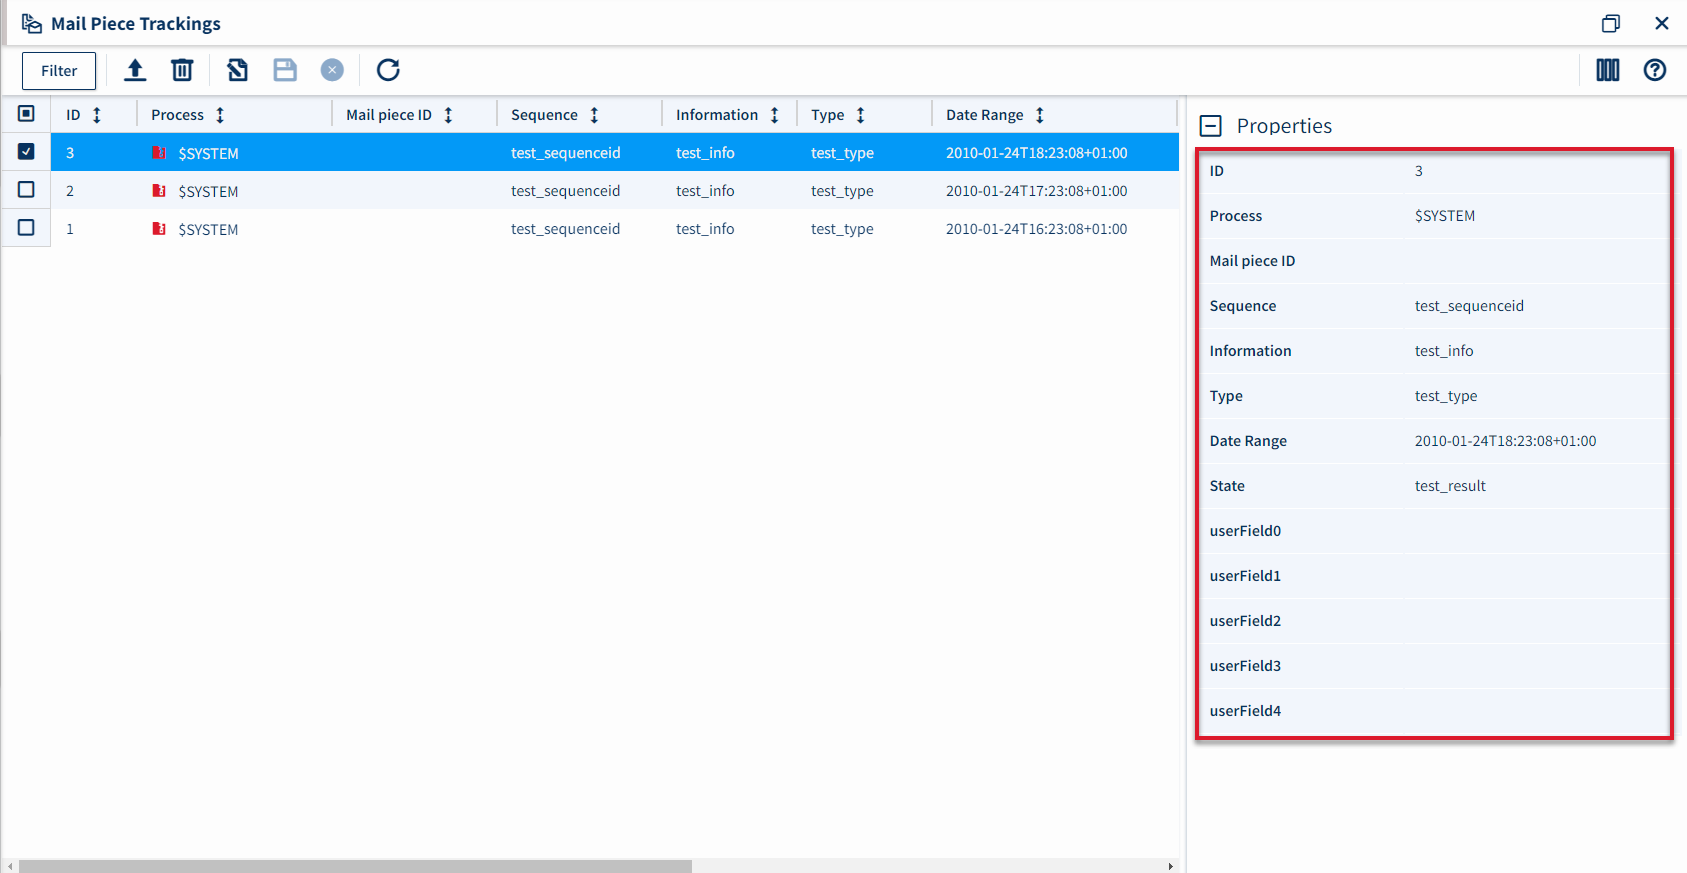 Mail Piece Trackings
Filter
ID Process Mail piece ID Sequence Information Type Date Range
3 $SYSTEM test_sequenceid test_info test_type 2010-01-24T18:23:08+01:00
2 $SYSTEM test_sequenceid test_info test_type 2010-01-24T17:23:08+01:00
1 $SYSTEM test_sequenceid test_info test_type 2010-01-24T16:23:08+01:00
Properties
ID 3
Process $SYSTEM
Mail piece ID
Sequence test_sequenceid
Information test_info
Type test_type
Date Range 2010-01-24T18:23:08+01:00
State test_result
userField0
userField1
userField2
userField3
userField4